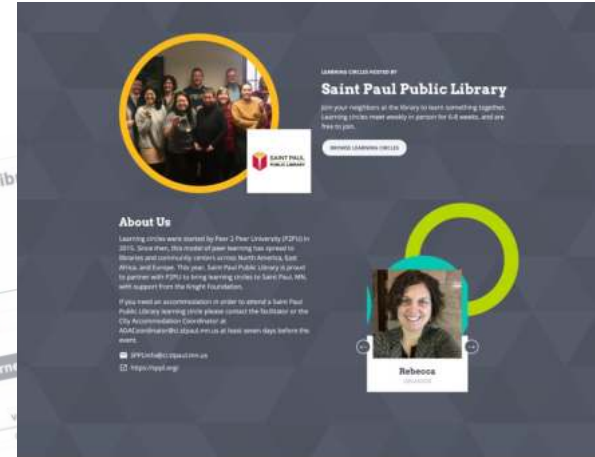 LEARNING CIRCLES HOSTED BY
Saint Paul Public Library
Join your neighbors at the library to learn something together.
Learning circles meet weekly in person for 6-8 weeks, and are
free to join.
BROWSE LEARNING CIRCLES
SAINT PAUL
PUBLIC LIBRARY
About Us
Learning circles were started by Peer 2 Peer University (P2PU) in
2015. Since then, this model of peer learning has spread to
libraries and community centers across North America, East
Africa, and Europe. This year, Saint Paul Public Library is proud
to partner with P2PU to bring learning circles to Saint Paul, MN,
with support from the Knight Foundation.
If you need an accommodation in order to attend a Saint Paul
Public Library learning circle please contact the facilitator or the
City Accommodation Coordinator at
ADACoordinator@ci.stpaul.mn.us at least seven days before the
event.
SPPLinfo@ci.stpaul.mn.us
https://sppl.org/
Rebecca
ORGANIZER